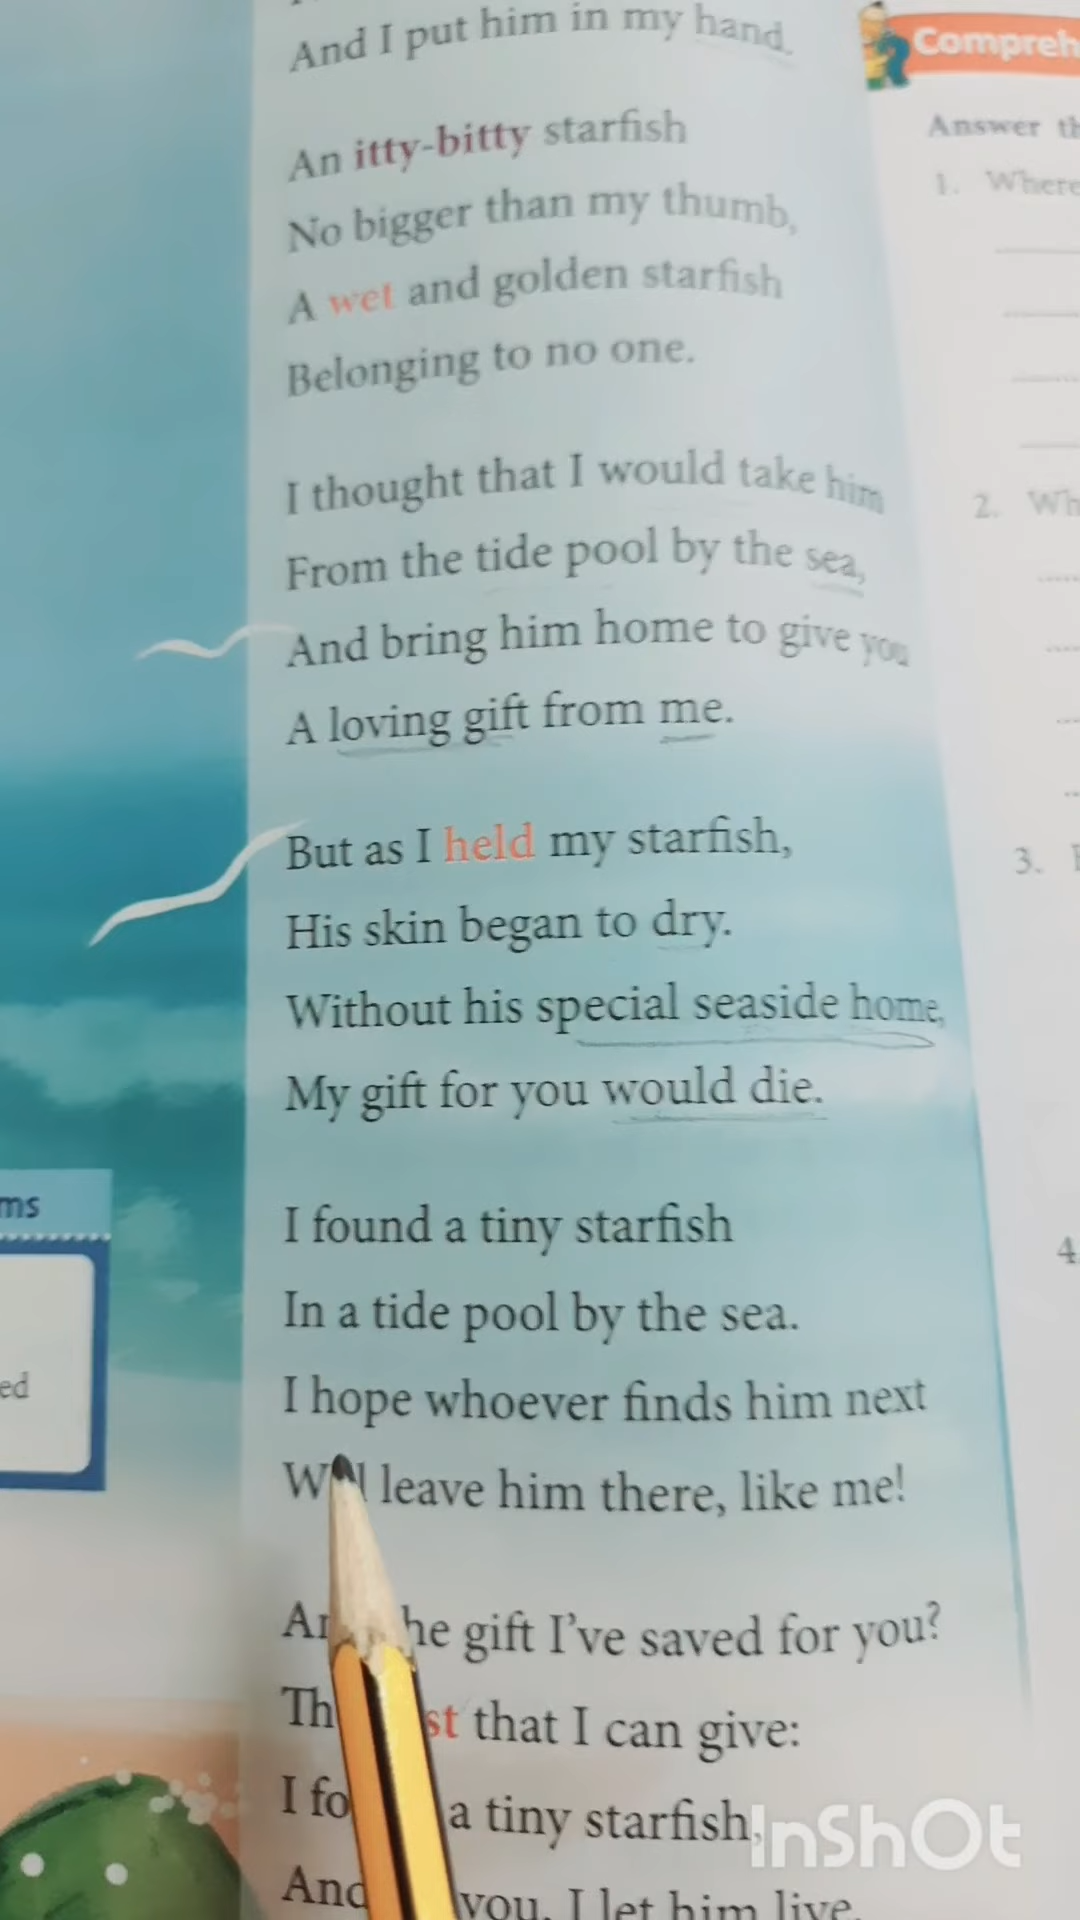 And I put him in my hand.
An itty-bitty starfish
No bigger than my thumb,
A wet and golden starfish
Belonging to no one.
I thought that I would take him
From the tide pool by the sea,
And bring him home to give you
A loving gift from me.
But as I held my starfish,
His skin began to dry.
Without his special seaside home,
My gift for you would die.
I found a tiny starfish
In a tide pool by the sea.
I hope whoever finds him next
leave him there, like me!
gift I've saved for you?
that I can give:
I a tiny starfish,
you, I let him live.
Answer
1. Where
2.
3.
4
InShOt